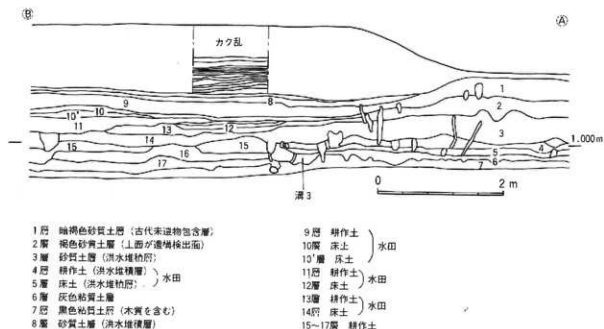 Ⓑ
Ⓐ
カク乱
1
2
3
4
5
6
7
8
9
10
10'
11
12
13
14
15
15
16
17
溝3
1.000m
0 2m
1層 暗褐色砂質土層(古代末遺物包含層)
2層 褐色砂質土層(上面が遺構検出面)
3層 砂質土層(洪水堆積層)
4層 耕作土(洪水堆積層)
5層 床土(洪水堆積層)
水田
6層 灰色粘質土層
7層 黒色粘質土層(木質を含む)
8層 砂質土層(洪水堆積層)
9層 耕作土
10層 床土
水田
10'層 床土
11層 耕作土
12層 床土
水田
13層 耕作土
14層 床土
水田
15〜17層 耕作土